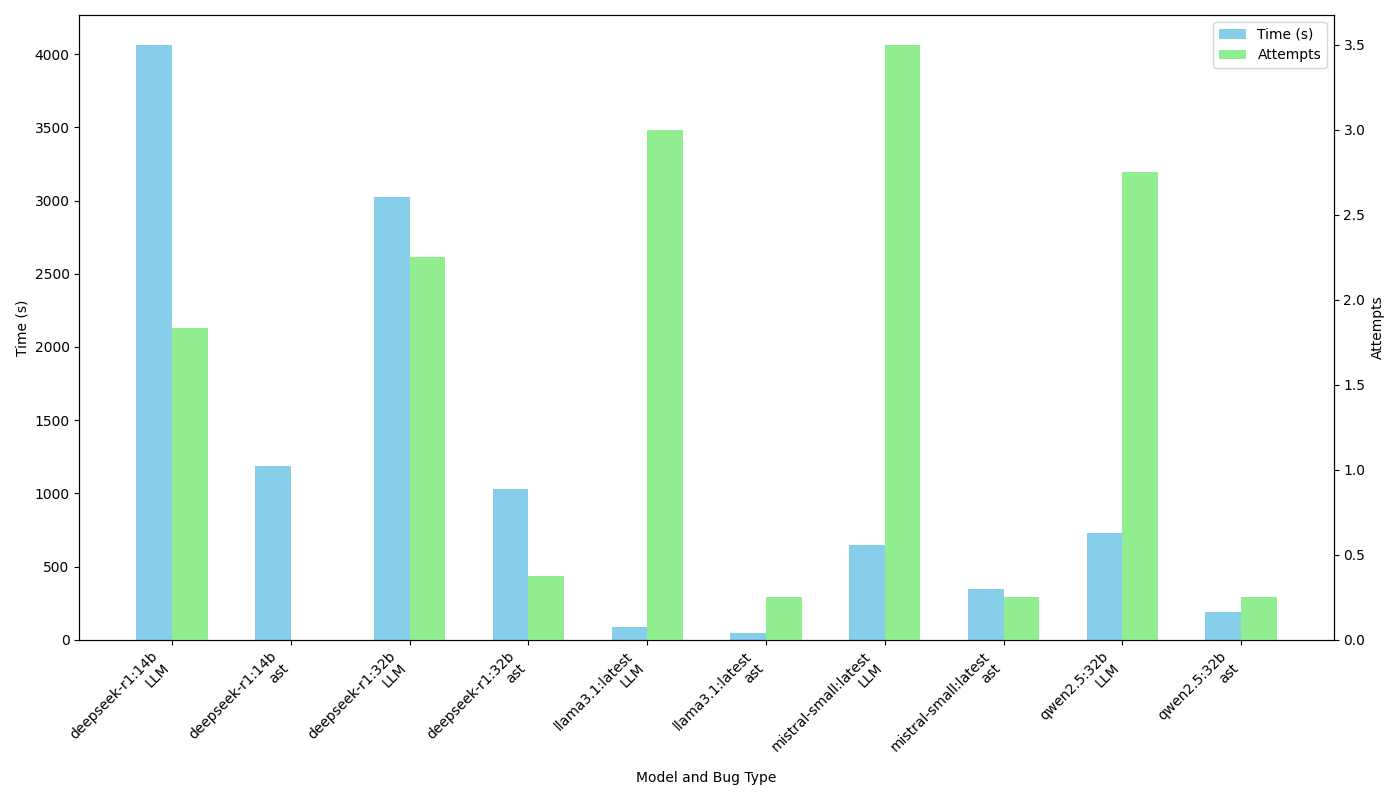 Time (s)
Attempts
4000
3500
3000
2500
2000
1500
1000
500
0
Time (s)
3.5
3.0
2.5
2.0
1.5
1.0
0.5
0.0
Attempts
deepseek-r1:14b
LLM
deepseek-r1:14b
ast
deepseek-r1:32b
LLM
deepseek-r1:32b
ast
llama3.1:latest
LLM
llama3.1:latest
ast
mistral-small:latest
LLM
mistral-small:latest
ast
qwen2.5:32b
LLM
qwen2.5:32b
ast
Model and Bug Type